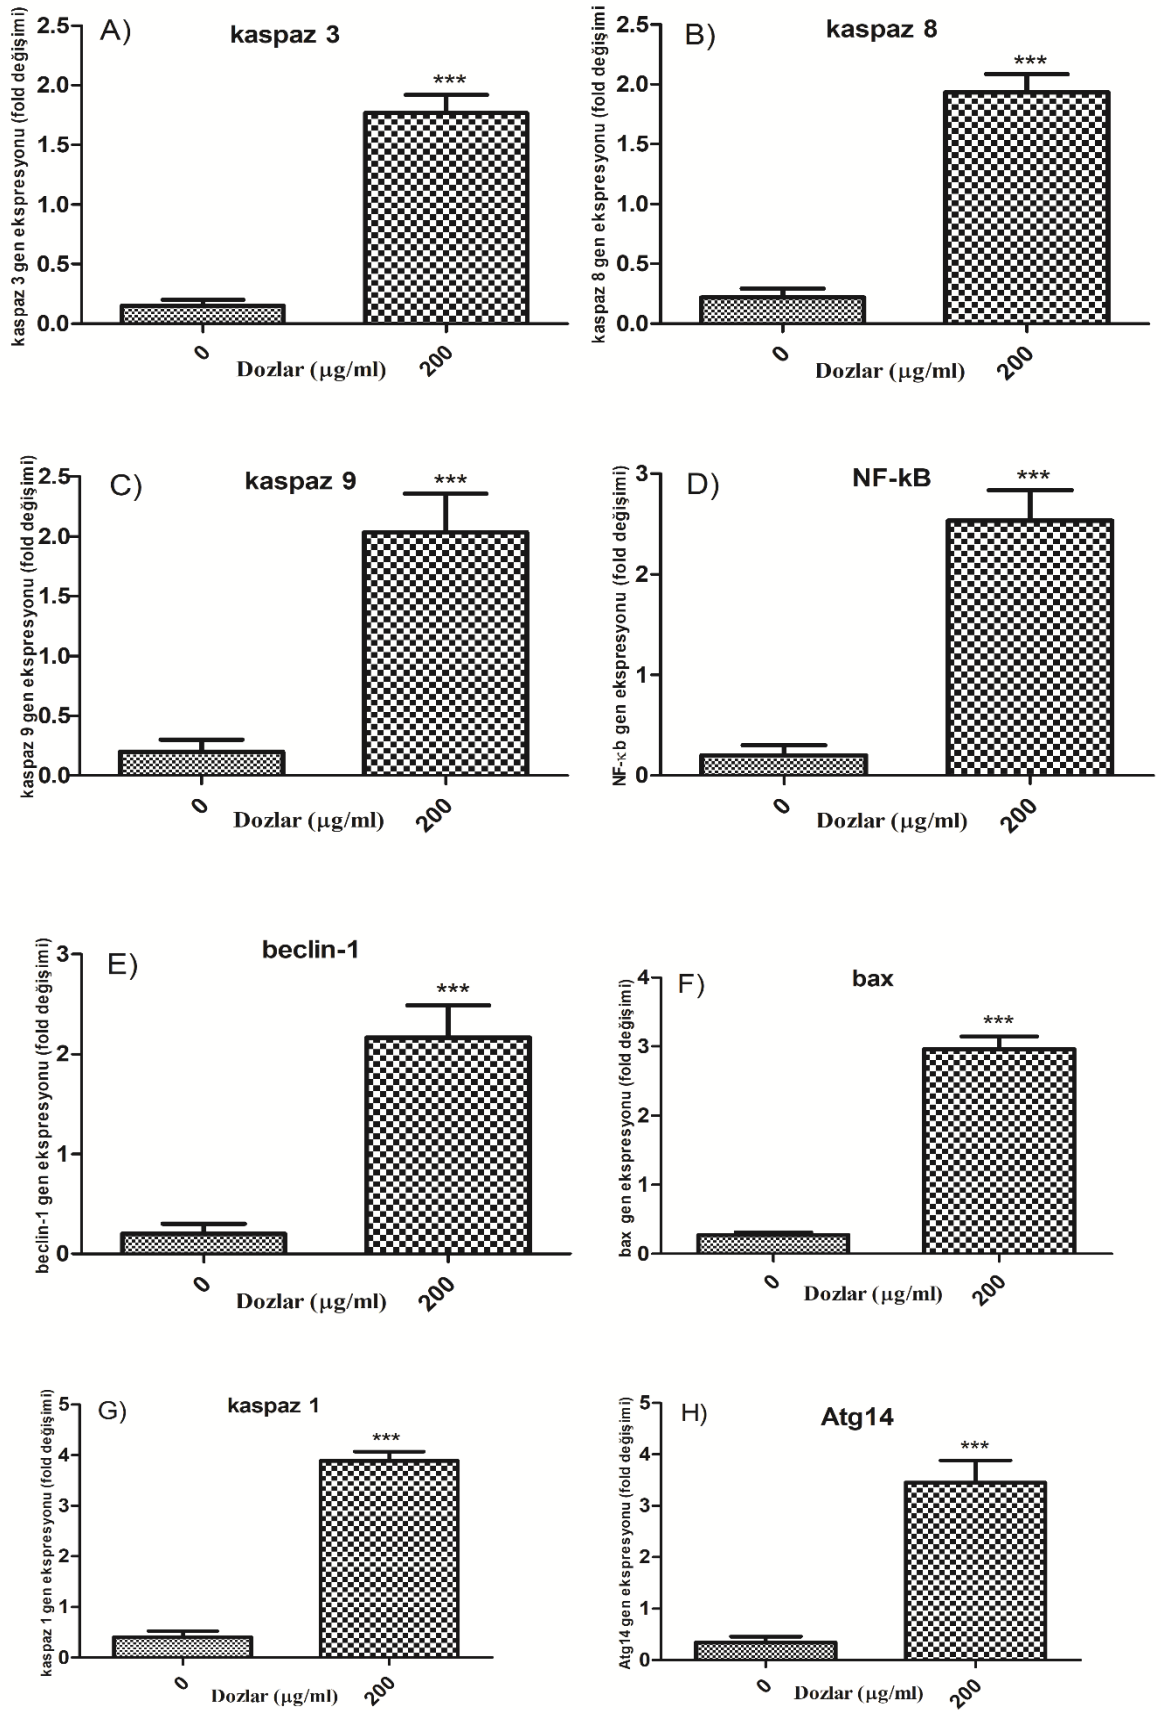 A)
kaspaz 3
kaspaz 3 gen ekspresyonu (fold değişimi)
2.5
2.0
1.5
1.0
0.5
0.0
***
0
200
Dozlar (µg/ml)
B)
kaspaz 8
kaspaz 8 gen ekspresyonu (fold değişimi)
2.5
2.0
1.5
1.0
0.5
0.0
***
0
200
Dozlar (µg/ml)
C)
kaspaz 9
kaspaz 9 gen ekspresyonu (fold değişimi)
2.5
2.0
1.5
1.0
0.5
0.0
***
0
200
Dozlar (µg/ml)
D)
NF-kB
NF-κb gen ekspresyonu (fold değişimi)
3
2
1
0
***
0
200
Dozlar (µg/ml)
E)
beclin-1
beclin-1 gen ekspresyonu (fold değişimi)
3
2
1
0
***
0
200
Dozlar (µg/ml)
F)
bax
bax gen ekspresyonu (fold değişimi)
4
3
2
1
0
***
0
200
Dozlar (µg/ml)
G)
kaspaz 1
kaspaz 1 gen ekspresyonu (fold değişimi)
5
4
3
2
1
0
***
0
200
Dozlar (µg/ml)
H)
Atg14
Atg14 gen ekspresyonu (fold değişimi)
5
4
3
2
1
0
***
0
200
Dozlar (µg/ml)